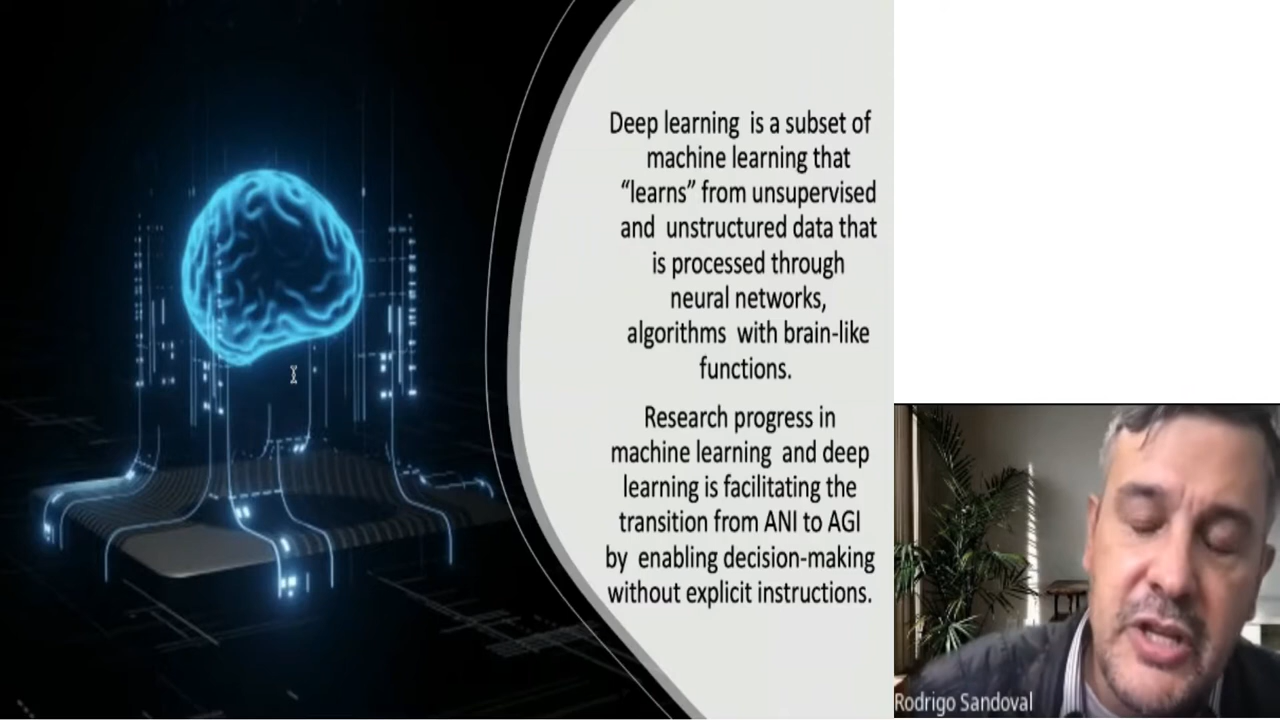 Deep learning is a subset of
machine learning that
“learns” from unsupervised
and unstructured data that
is processed through
neural networks,
algorithms with brain-like
functions.
Research progress in
machine learning and deep
learning is facilitating the
transition from ANI to AGI
by enabling decision-making
without explicit instructions.
Rodrigo Sandoval